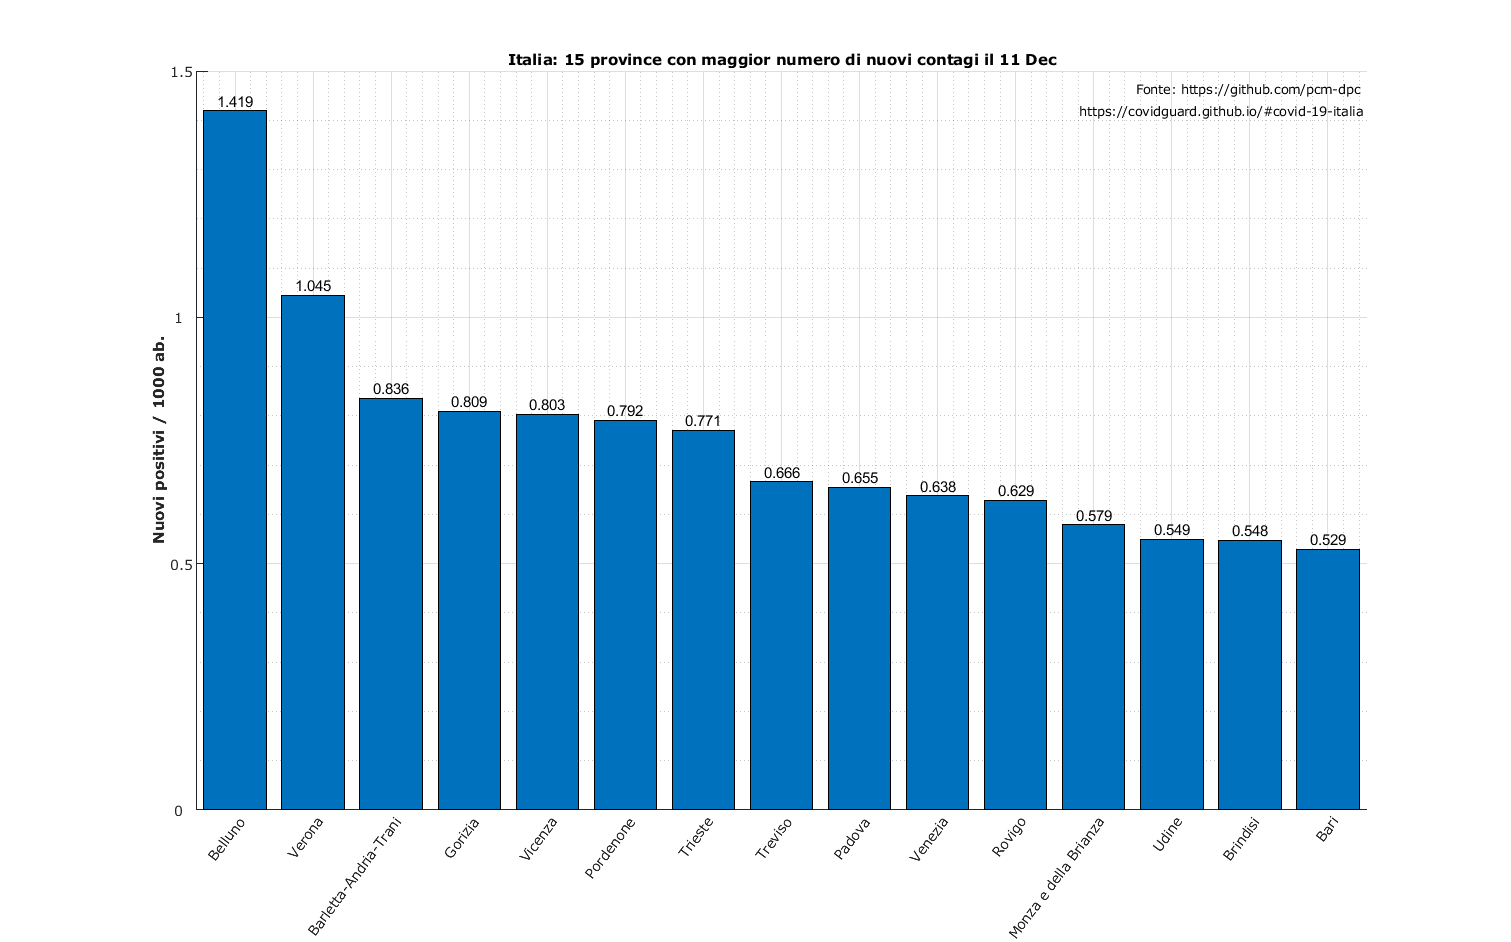 Italia: 15 province con maggior numero di nuovi contagi il 11 Dec
Fonte: https://github.com/pcm-dpc
https://covidguard.github.io/#covid-19-italia
Nuovi positivi / 1000 ab.
1.5
1
0.5
0
1.419
1.045
0.836
0.809
0.803
0.792
0.771
0.666
0.655
0.638
0.629
0.579
0.549
0.548
0.529
Belluno
Verona
Barletta-Andria-Trani
Gorizia
Vicenza
Pordenone
Trieste
Treviso
Padova
Venezia
Rovigo
Monza e della Brianza
Udine
Brindisi
Bari